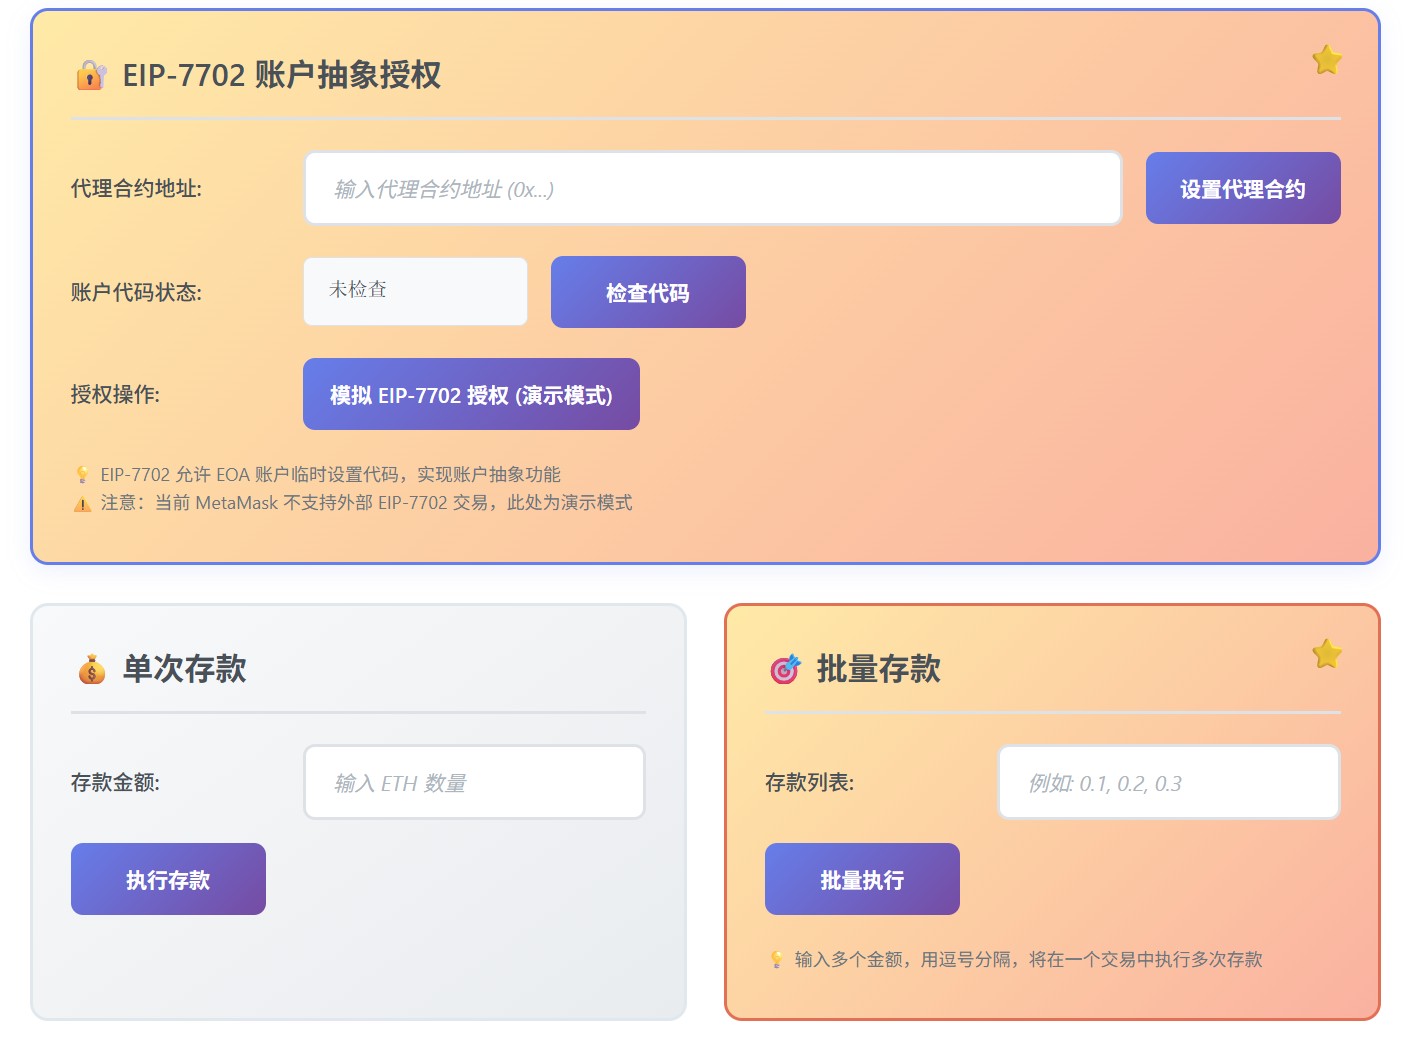 EIP-7702 账户抽象授权
代理合约地址:
输入代理合约地址 (0x...)
设置代理合约
账户代码状态:
未检查
检查代码
授权操作:
模拟 EIP-7702 授权 (演示模式)
EIP-7702 允许 EOA 账户临时设置代码，实现账户抽象功能
注意：当前 MetaMask 不支持外部 EIP-7702 交易，此处为演示模式
单次存款
存款金额:
输入 ETH 数量
执行存款
批量存款
存款列表:
例如: 0.1, 0.2, 0.3
批量执行
输入多个金额，用逗号分隔，将在一个交易中执行多次存款